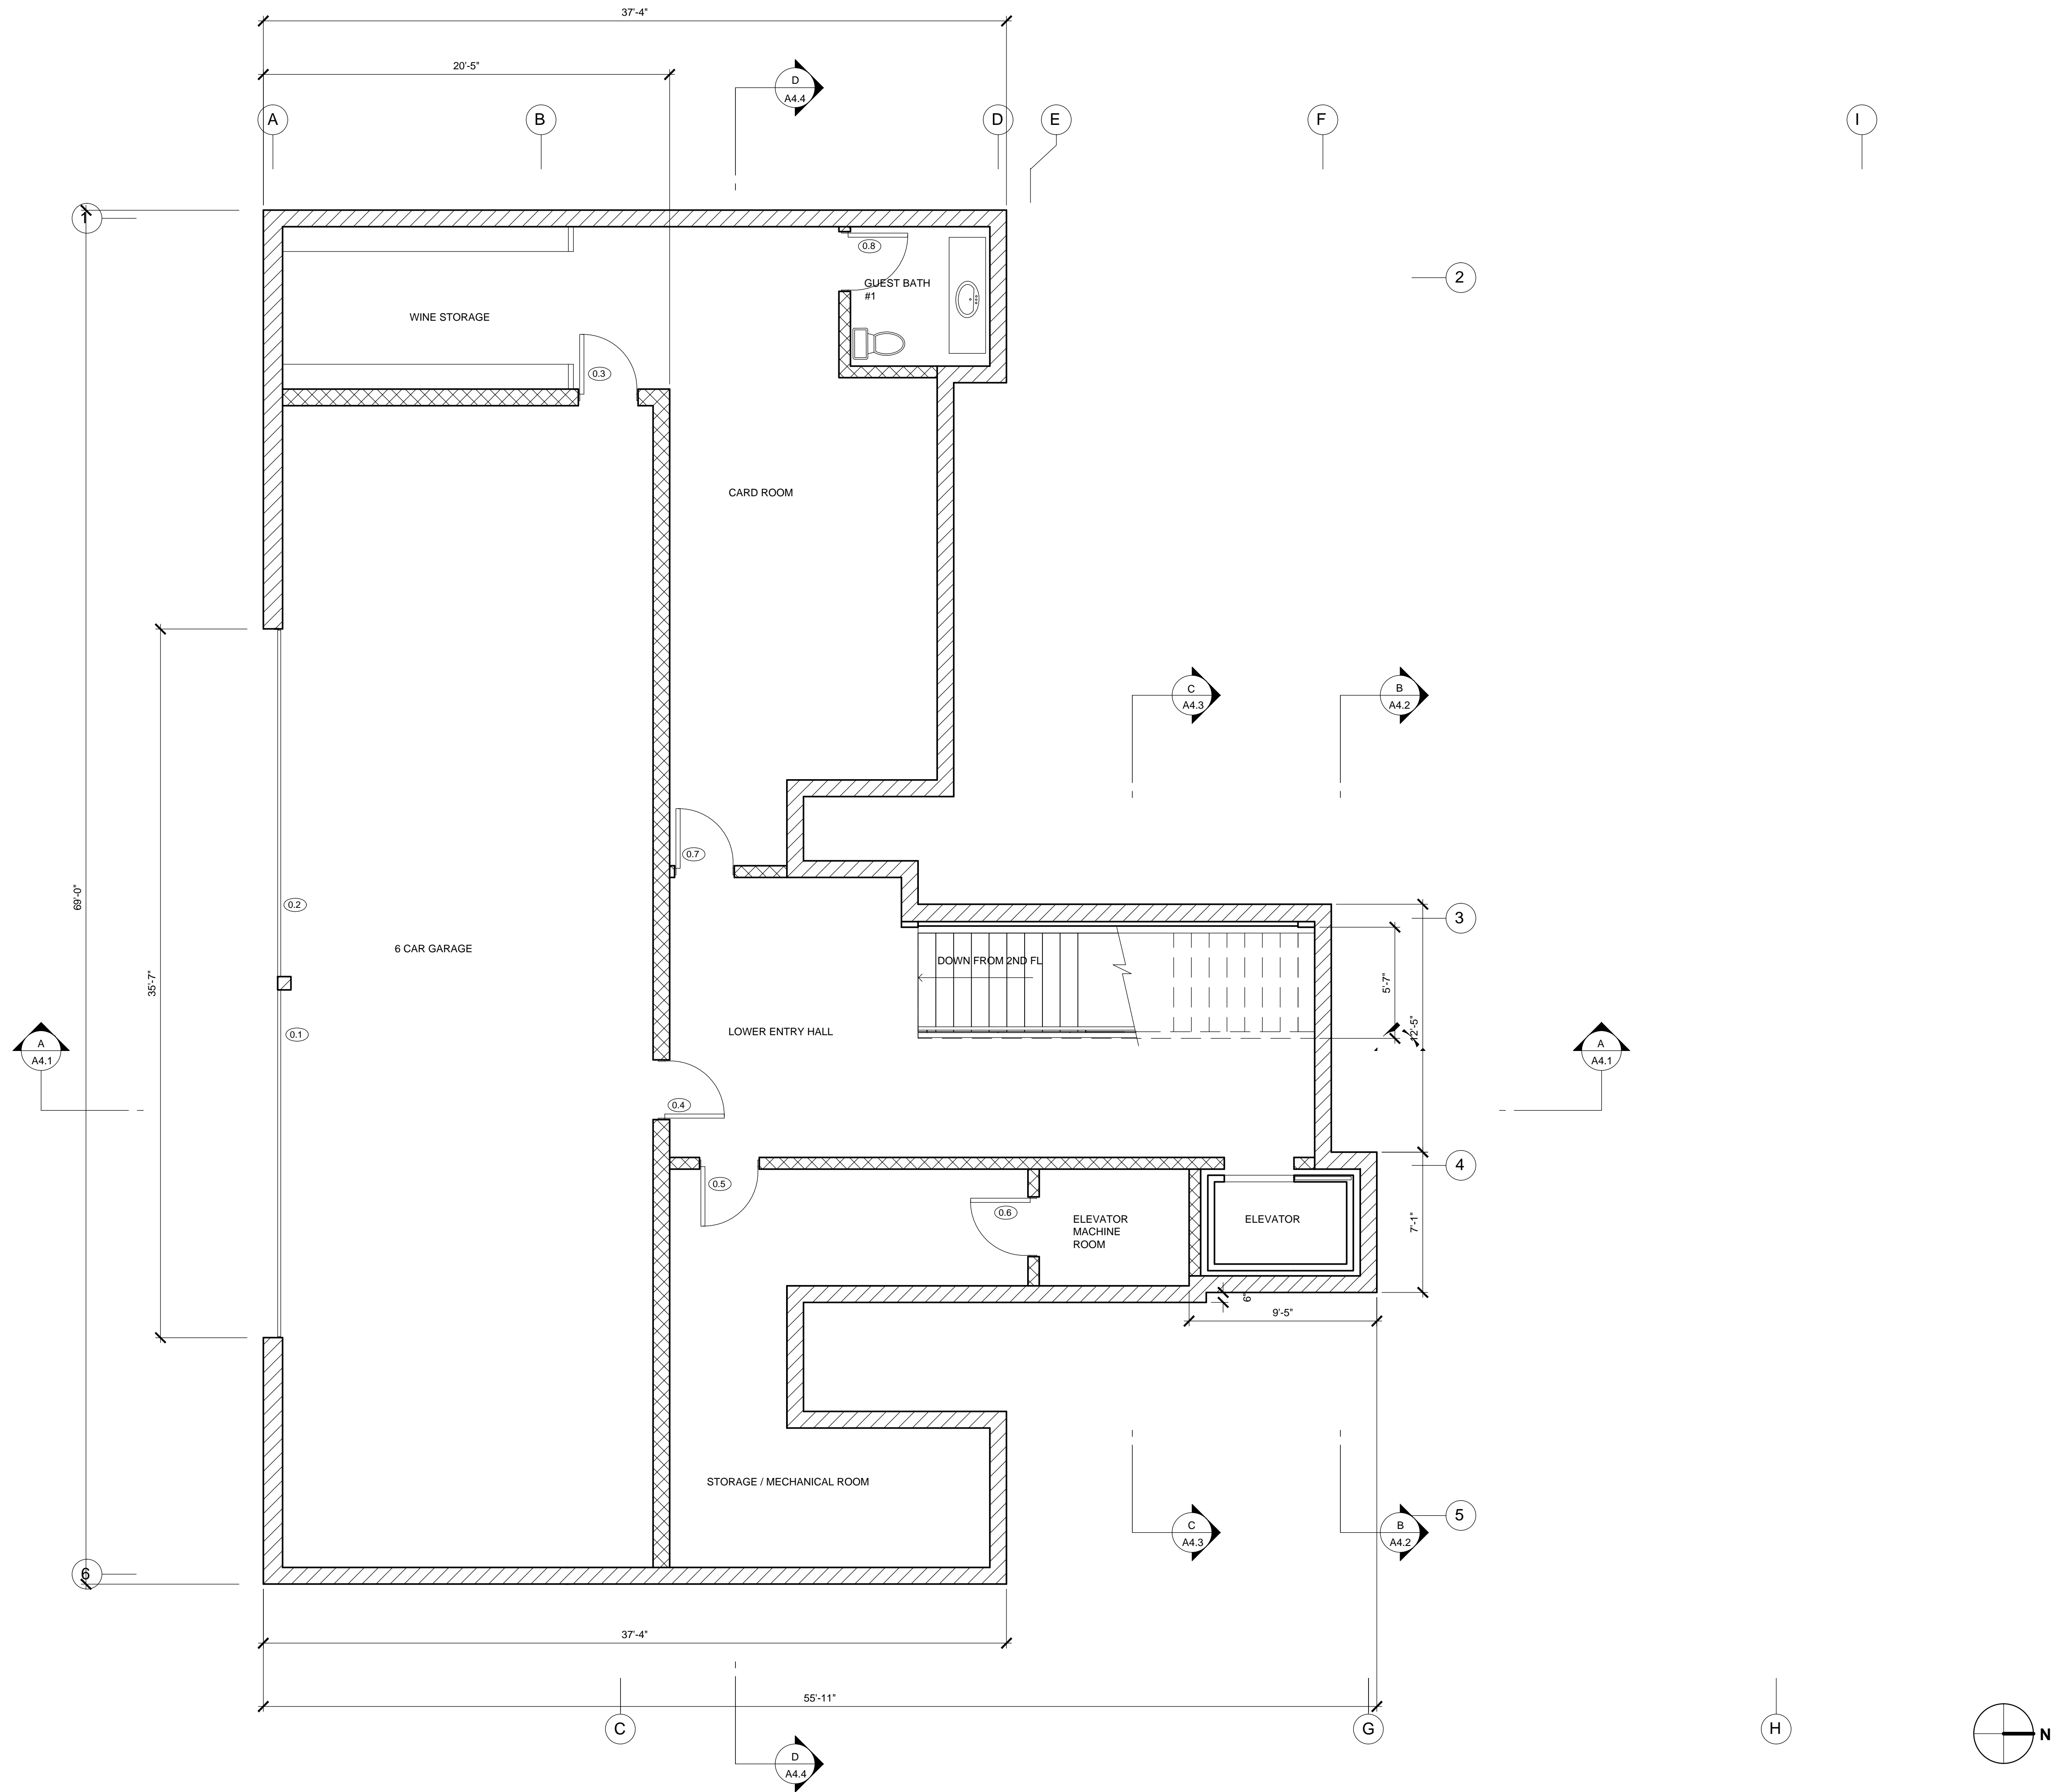 37'-4"
20'-5"
D
A4.4
A
B
D
E
F
I
1
2
0.8
GUEST BATH
#1
WINE STORAGE
0.3
CARD ROOM
C
A4.3
B
A4.2
0.7
69'-0"
0.2
3
6 CAR GARAGE
DOWN FROM 2ND FL
35'-7"
5'-7"
12'-5"
0.1
LOWER ENTRY HALL
A
A4.1
A
A4.1
0.4
4
0.5
0.6
ELEVATOR
MACHINE
ROOM
ELEVATOR
7'-1"
6"
9'-5"
STORAGE / MECHANICAL ROOM
C
A4.3
B
A4.2
5
6
37'-4"
55'-11"
C
G
H
N
D
A4.4